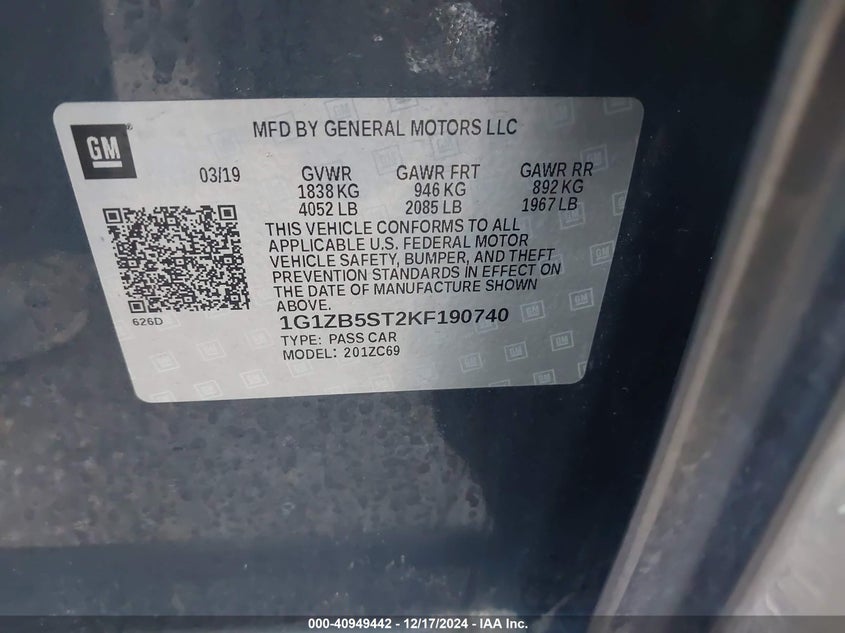 GM
MFD BY GENERAL MOTORS LLC
03/19
GVWR GAWR FRT GAWR RR
1838 KG 946 KG 892 KG
4052 LB 2085 LB 1967 LB
THIS VEHICLE CONFORMS TO ALL
APPLICABLE U.S. FEDERAL MOTOR
VEHICLE SAFETY, BUMPER, AND THEFT
PREVENTION STANDARDS IN EFFECT ON
THE DATE OF MANUFACTURE SHOWN
ABOVE.
626D
1G1ZB5ST2KF190740
TYPE: PASS CAR
MODEL: 201ZC69
000-40949442 - 12/17/2024 - IAA Inc.